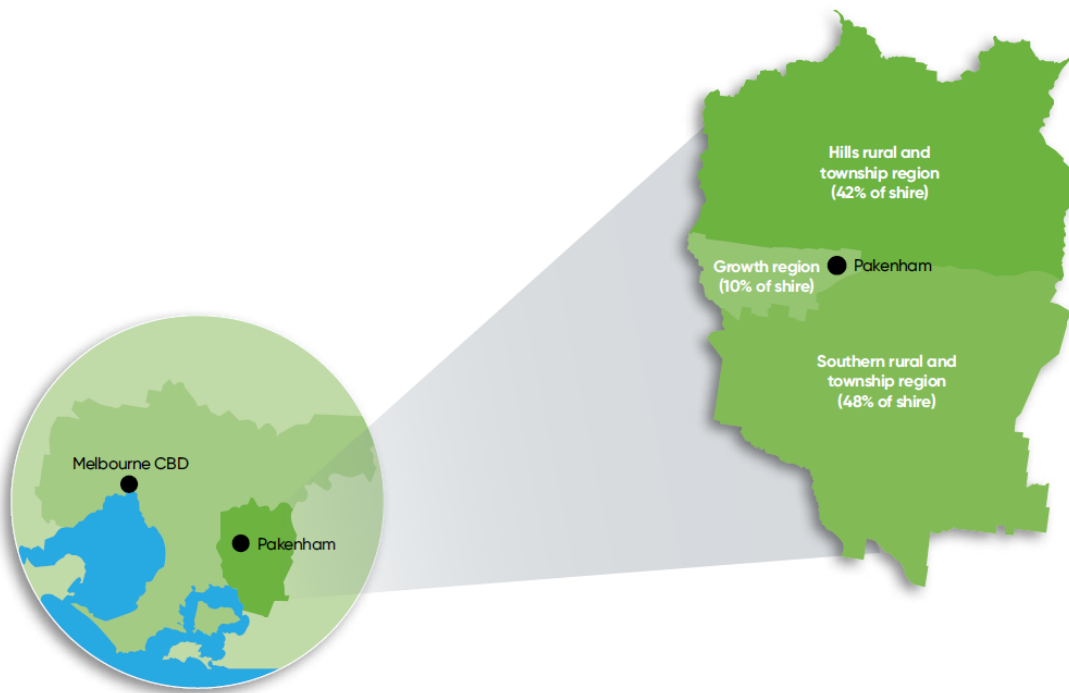 Hills rural and
township region
(42% of shire)
Growth region
(10% of shire)
Pakenham
Southern rural and
township region
(48% of shire)
Melbourne CBD
Pakenham